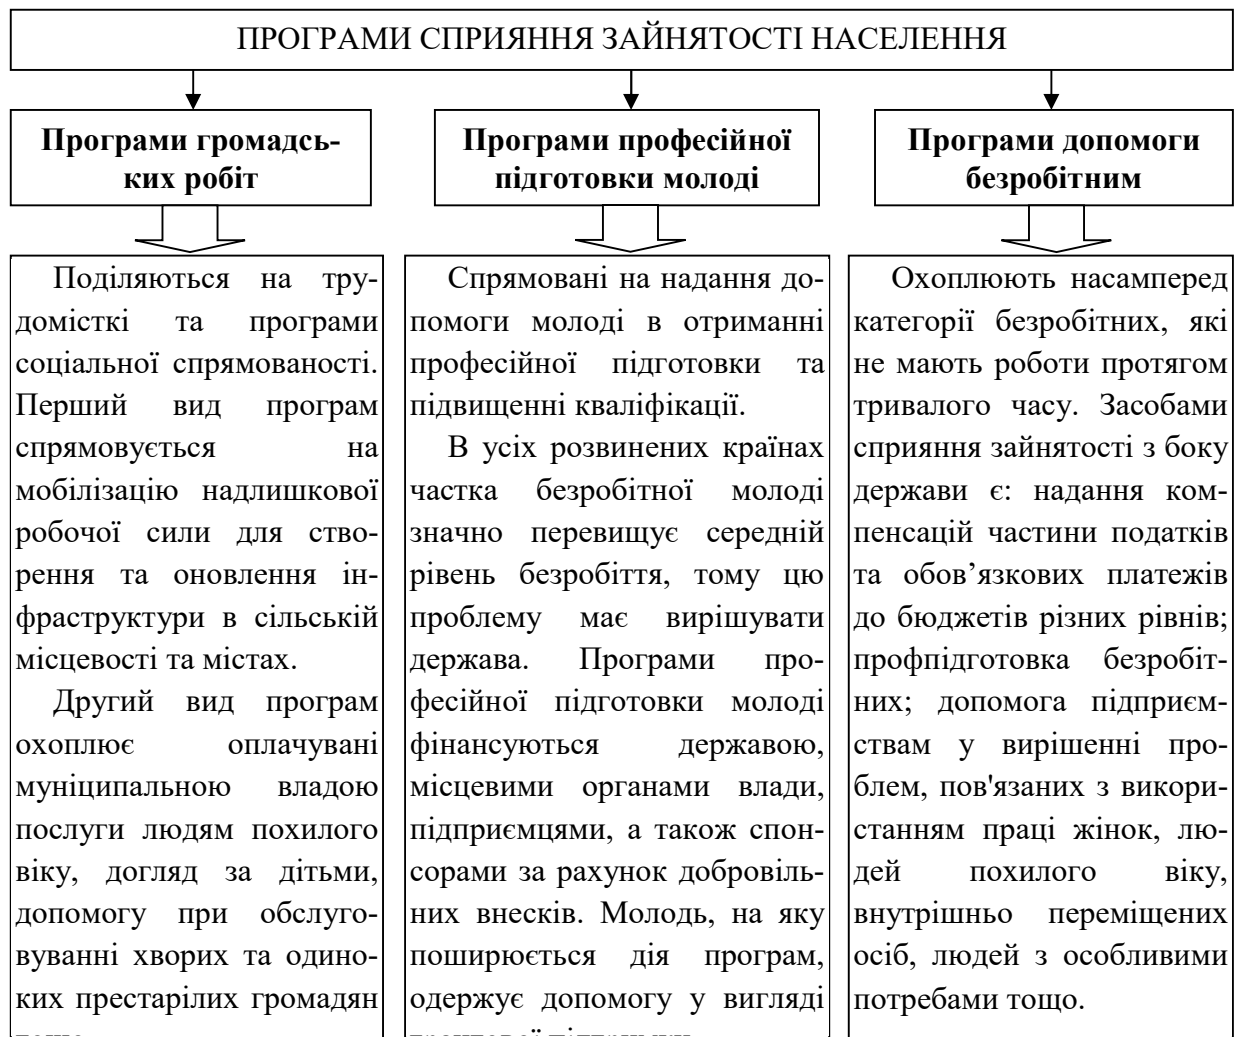 ПРОГРАМИ СПРИЯННЯ ЗАЙНЯТОСТІ НАСЕЛЕННЯ
Програми громадсь-
ких робіт
Поділяються на тру-
домісткі та програми
соціальної спрямованості.
Перший вид програм
спрямовується на
мобілізацію надлишкової
робочої сили для ство-
рення та оновлення ін-
фраструктури в сільській
місцевості та містах.
Другий вид програм
охоплює оплачувані
муніципальною владою
послуги людям похилого
віку, догляд за дітьми,
допомогу при обслуго-
вуванні хворих та одино-
ких престарілих громадян
Програми професійної
підготовки молоді
Спрямовані на надання до-
помоги молоді в отриманні
професійної підготовки та
підвищенні кваліфікації.
В усіх розвинених країнах
частка безробітної молоді
значно перевищує середній
рівень безробіття, тому цю
проблему має вирішувати
держава. Програми про-
фесійної підготовки молоді
фінансуються державою,
місцевими органами влади,
підприємцями, а також спон-
сорами за рахунок добровіль-
них внесків. Молодь, на яку
поширюється дія програм,
одержує допомогу у вигляді
Програми допомоги
безробітним
Охоплюють насамперед
категорії безробітних, які
не мають роботи протягом
тривалого часу. Засобами
сприяння зайнятості з боку
держави є: надання ком-
пенсацій частини податків
та обов’язкових платежів
до бюджетів різних рівнів;
профпідготовка безробіт-
них; допомога підприєм-
ствам у вирішенні про-
блем, пов'язаних з викори-
станням праці жінок, лю-
дей похилого віку,
внутрішньо переміщених
осіб, людей з особливими
потребами тощо.